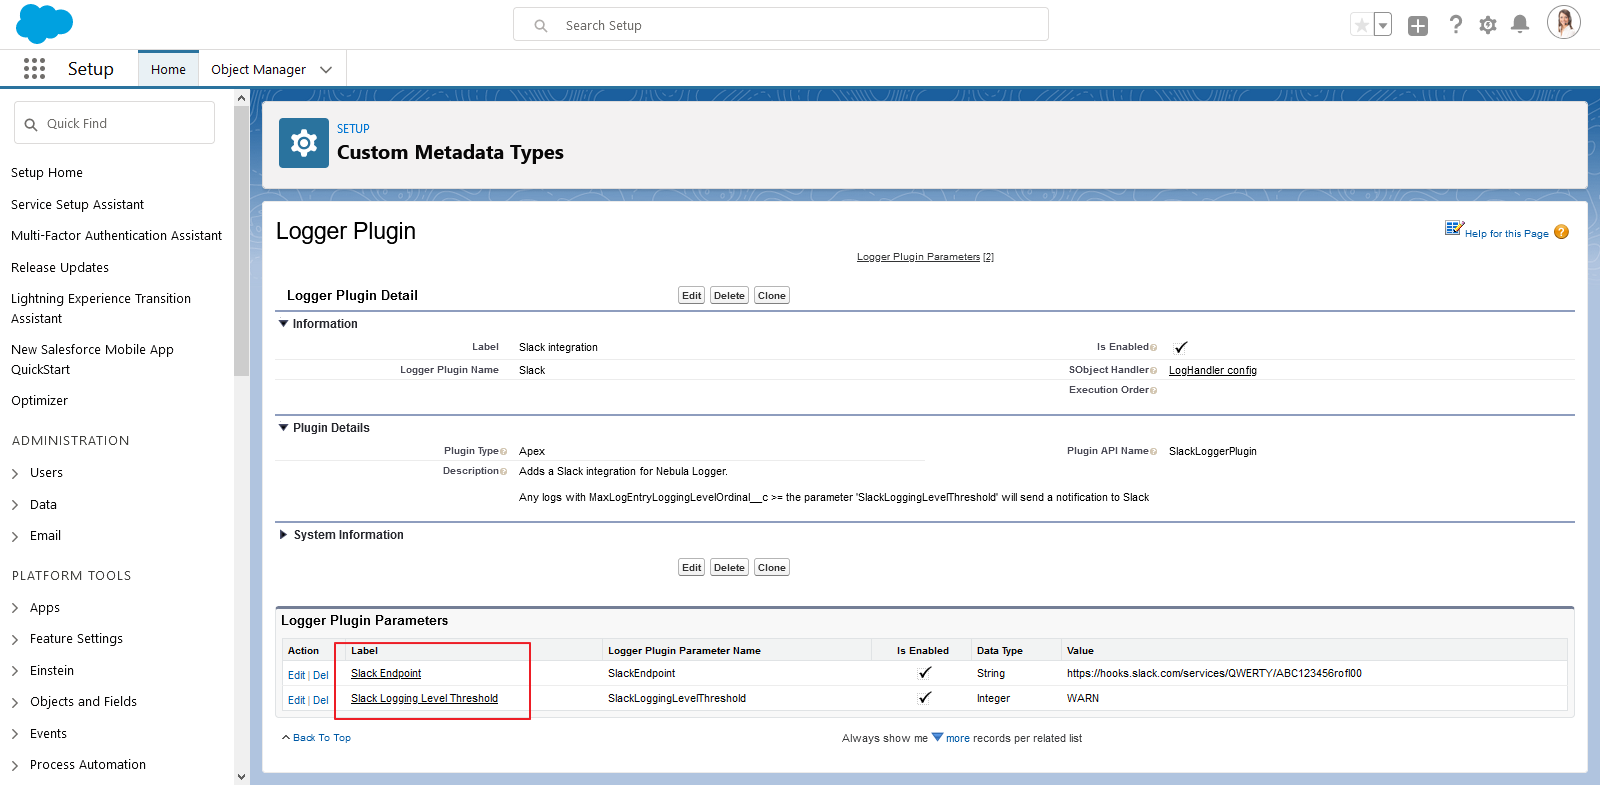 Search Setup
Setup
Home
Object Manager
Quick Find
Setup Home
Service Setup Assistant
Multi-Factor Authentication Assistant
Release Updates
Lightning Experience Transition
Assistant
New Salesforce Mobile App
QuickStart
Optimizer
ADMINISTRATION
Users
Data
Email
PLATFORM TOOLS
Apps
Feature Settings
Einstein
Objects and Fields
Events
Process Automation
SETUP
Custom Metadata Types
Logger Plugin
Help for this Page ?
Logger Plugin Parameters [2]
Logger Plugin Detail Edit Delete Clone
Information
Label Slack integration Is Enabled
Logger Plugin Name Slack SObject Handler LogHandler config
Execution Order
Plugin Details
Plugin Type Apex Plugin API Name SlackLoggerPlugin
Description Adds a Slack integration for Nebula Logger.
Any logs with MaxLogEntryLoggingLevelOrdinal__c >= the parameter 'SlackLoggingLevelThreshold' will send a notification to Slack
System Information
Edit Delete Clone
Logger Plugin Parameters
Action Label Logger Plugin Parameter Name Is Enabled Data Type Value
Edit | Del Slack Endpoint SlackEndpoint String https://hooks.slack.com/services/QWERTY/ABC123456rofl00
Edit | Del Slack Logging Level Threshold SlackLoggingLevelThreshold Integer WARN
Back To Top Always show me more records per related list